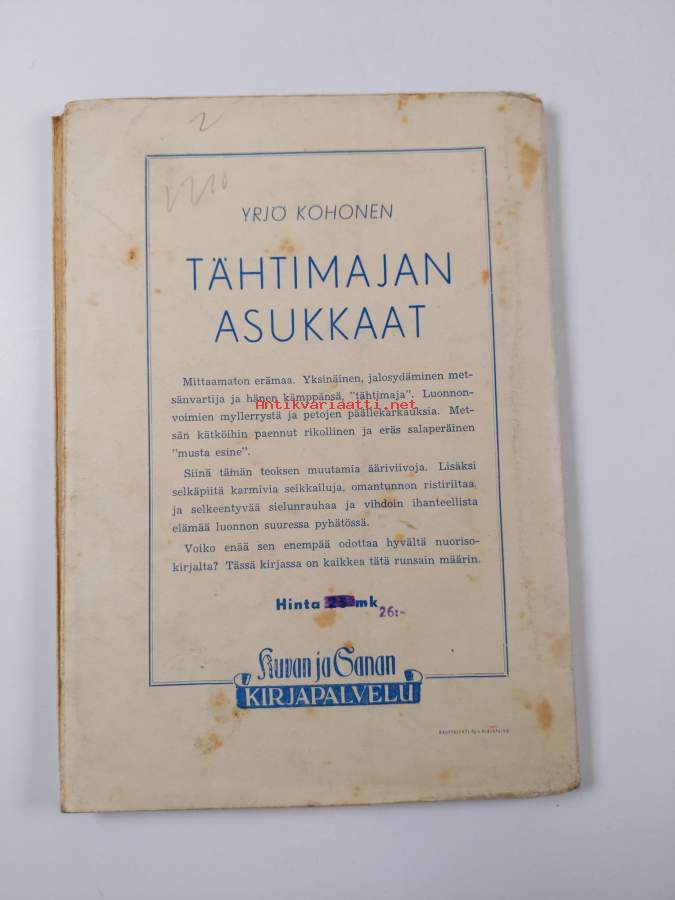 2
YRJÖ KOHONEN
TÄHTIMAJAN
ASUKKAAT
Mittaamaton erämaa. Yksinäinen, jalosydäminen met-
sänvartija ja hänen kämppänsä, "tähtimaja". Luonnon-
Antikvariaatti.net
voimien myllerrystä ja petojen päällekarkauksia. Met-
sän kätköihin paennut rikollinen ja eräs salaperäinen
"musta esine".
Siinä tämän teoksen muutamia ääriviivoja. Lisäksi
selkäpiitä karmivia seikkailuja, omantunnon ristiriitaa,
ja selkeentyvää sielunrauhaa ja vihdoin ihanteellista
elämää luonnon suuressa pyhätössä.
Voiko enää sen enempää odottaa hyvältä nuoriso-
kirjalta? Tässä kirjassa on kaikkea tätä runsain määrin.
Hinta 25 mk
26:-
Kuvan ja Sanan
KIRJAPALVELU